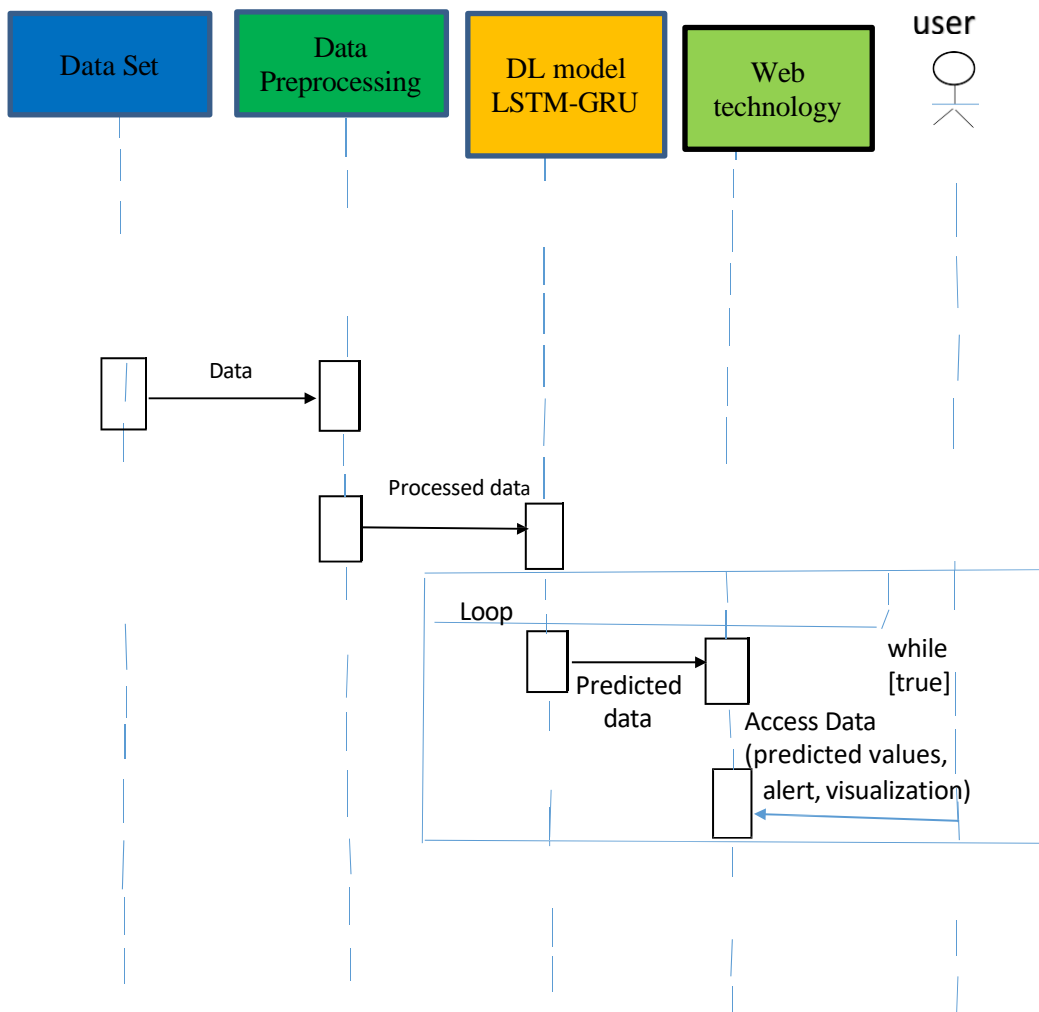 user
Data Set
Data
Preprocessing
DL model
LSTM-GRU
Web
technology
Data
Processed data
Loop
while
[true]
Predicted
data
Access Data
(predicted values,
alert, visualization)